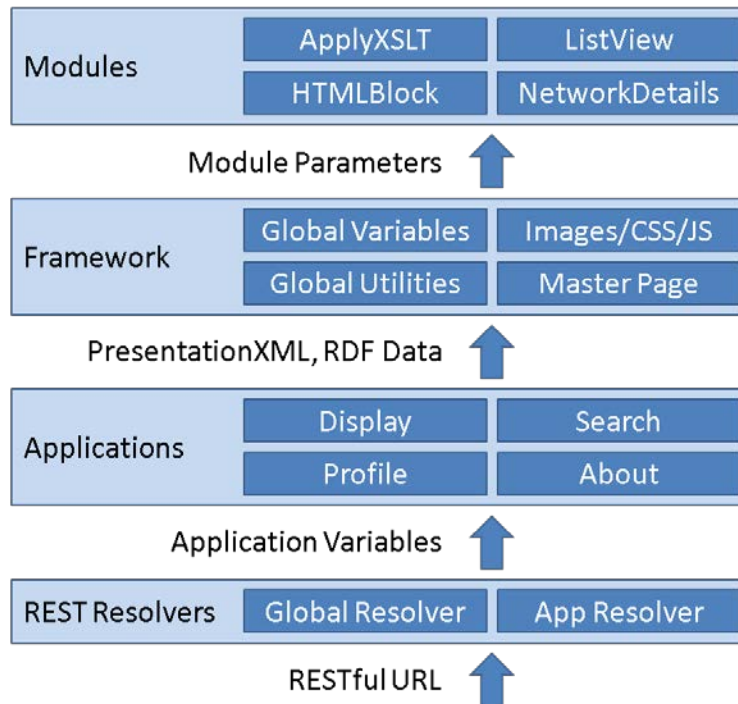 Modules
ApplyXSLT
ListView
HTMLBlock
NetworkDetails
Module Parameters
Framework
Global Variables
Images/CSS/JS
Global Utilities
Master Page
PresentationXML, RDF Data
Applications
Display
Search
Profile
About
Application Variables
REST Resolvers
Global Resolver
App Resolver
RESTful URL